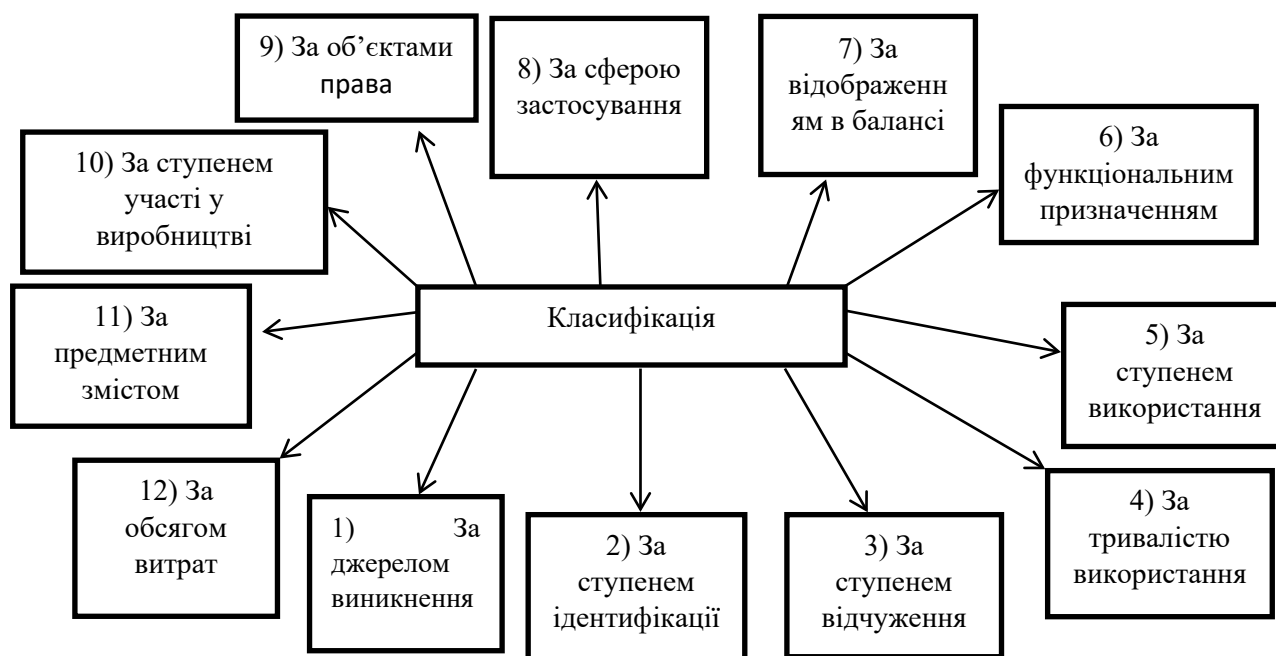 9) За об’єктами
права
8) За сферою
застосування
7) За
відображенн
ям в балансі
6) За
функціональним
призначенням
10) За ступенем
участі у
виробництві
Класифікація
11) За
предметним
змістом
5) За
ступенем
використання
12) За
обсягом
витрат
1) За
джерелом
виникнення
2) За
ступенем
ідентифікації
3) За
ступенем
відчуження
4) За
тривалістю
використання